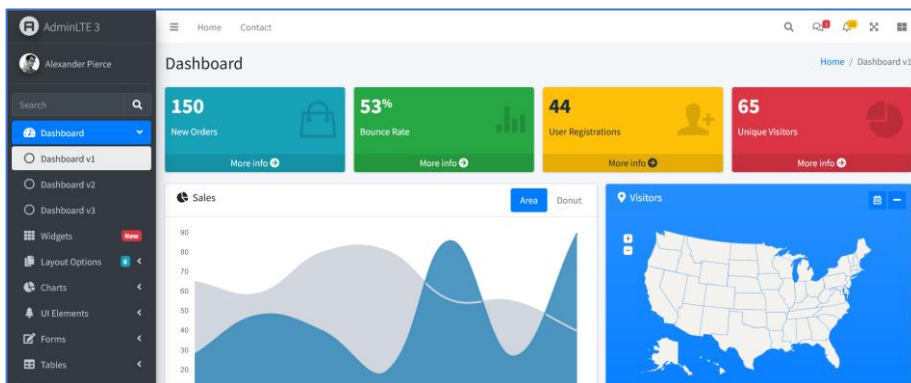 AdminLTE 3
Alexander Pierce
Search
Dashboard
Dashboard v1
Dashboard v2
Dashboard v3
Widgets New
Layout Options 6
Charts
UI Elements
Forms
Tables
Home Contact
Dashboard
Home / Dashboard v1
150
New Orders
More info
53%
Bounce Rate
More info
44
User Registrations
More info
65
Unique Visitors
More info
Sales
Area Donut
90
80
70
60
50
40
30
20
Visitors
+
−